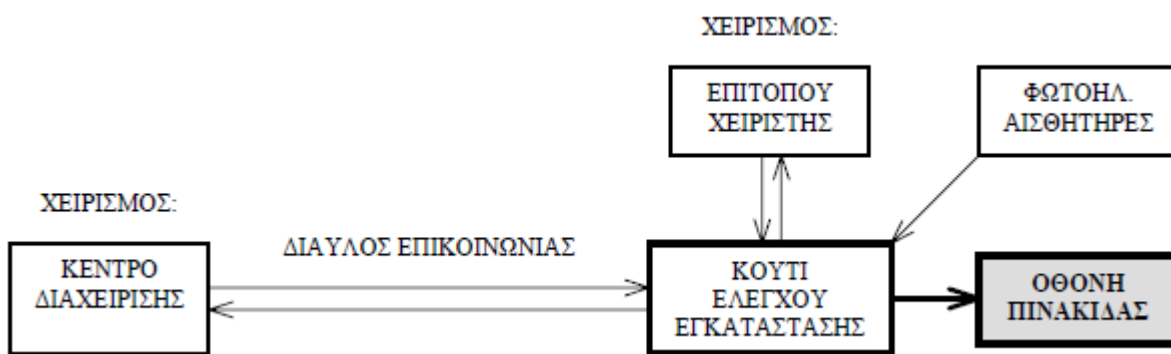 ΧΕΙΡΙΣΜΟΣ:
ΕΠΙΤΟΠΟΥ
ΧΕΙΡΙΣΤΗΣ
ΦΩΤΟΗΛ.
ΑΙΣΘΗΤΗΡΕΣ
ΧΕΙΡΙΣΜΟΣ:
ΚΕΝΤΡΟ
ΔΙΑΧΕΙΡΙΣΗΣ
ΔΙΑΥΛΟΣ ΕΠΙΚΟΙΝΩΝΙΑΣ
ΚΟΥΤΙ
ΕΛΕΓΧΟΥ
ΕΓΚΑΤΑΣΤΑΣΗΣ
ΟΘΟΝΗ
ΠΙΝΑΚΙΔΑΣ